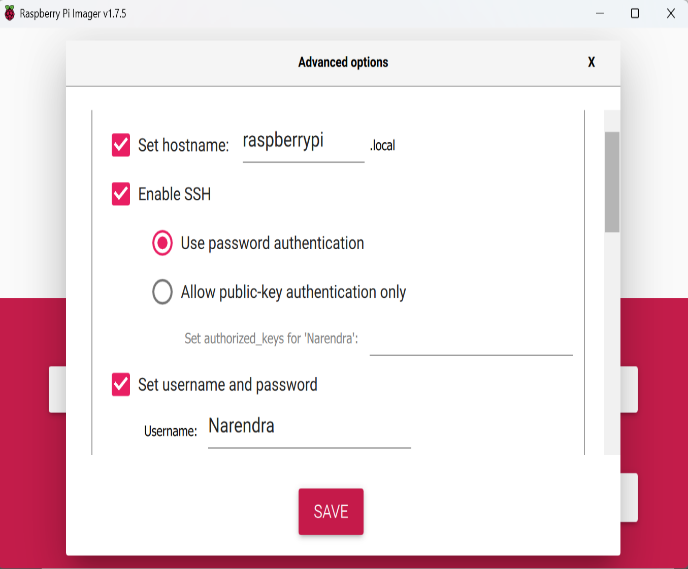 Raspberry Pi Imager v1.7.5
Advanced options X
Set hostname: raspberrypi .local
Enable SSH
Use password authentication
Allow public-key authentication only
Set authorized_keys for 'Narendra':
Set username and password
Username: Narendra
SAVE